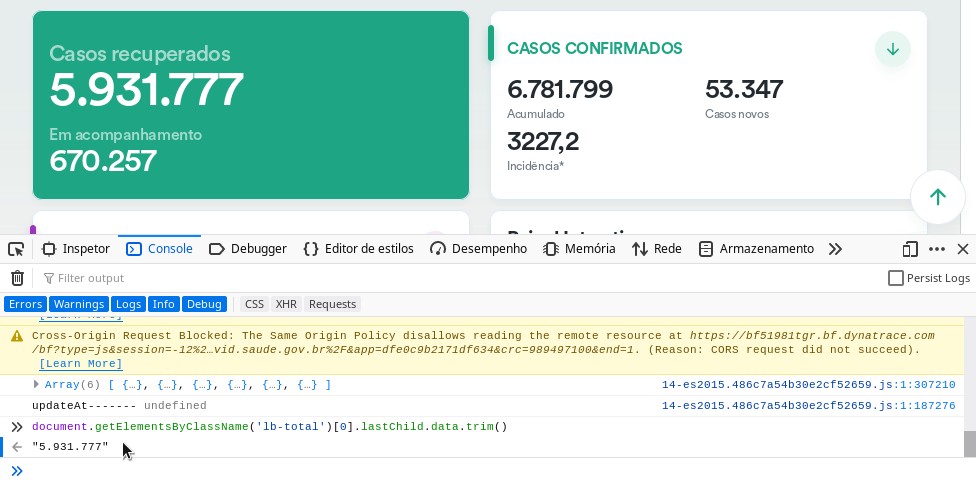 Casos recuperados
5.931.777
Em acompanhamento
670.257
CASOS CONFIRMADOS
6.781.799
Acumulado
53.347
Casos novos
3227,2
Incidência*
Inspetor Console Debugger Editor de estilos Desempenho Memória Rede Armazenamento
Filter output Persist Logs
Errors Warnings Logs Info Debug CSS XHR Requests
[Learn More]
Cross-Origin Request Blocked: The Same Origin Policy disallows reading the remote resource at https://bf51981tgr.bf.dynatrace.com
/bf?type=js&session=-12%2…vid.saude.gov.br%2F&app=dfe0c9b2171df634&crc=989497100&end=1. (Reason: CORS request did not succeed).
[Learn More]
Array(6) [ {…}, {…}, {…}, {…}, {…}, {…} ] 14-es2015.486c7a54b30e2cf52659.js:1:307210
updateAt------- undefined 14-es2015.486c7a54b30e2cf52659.js:1:187276
document.getElementsByClassName('lb-total')[0].lastChild.data.trim()
"5.931.777"